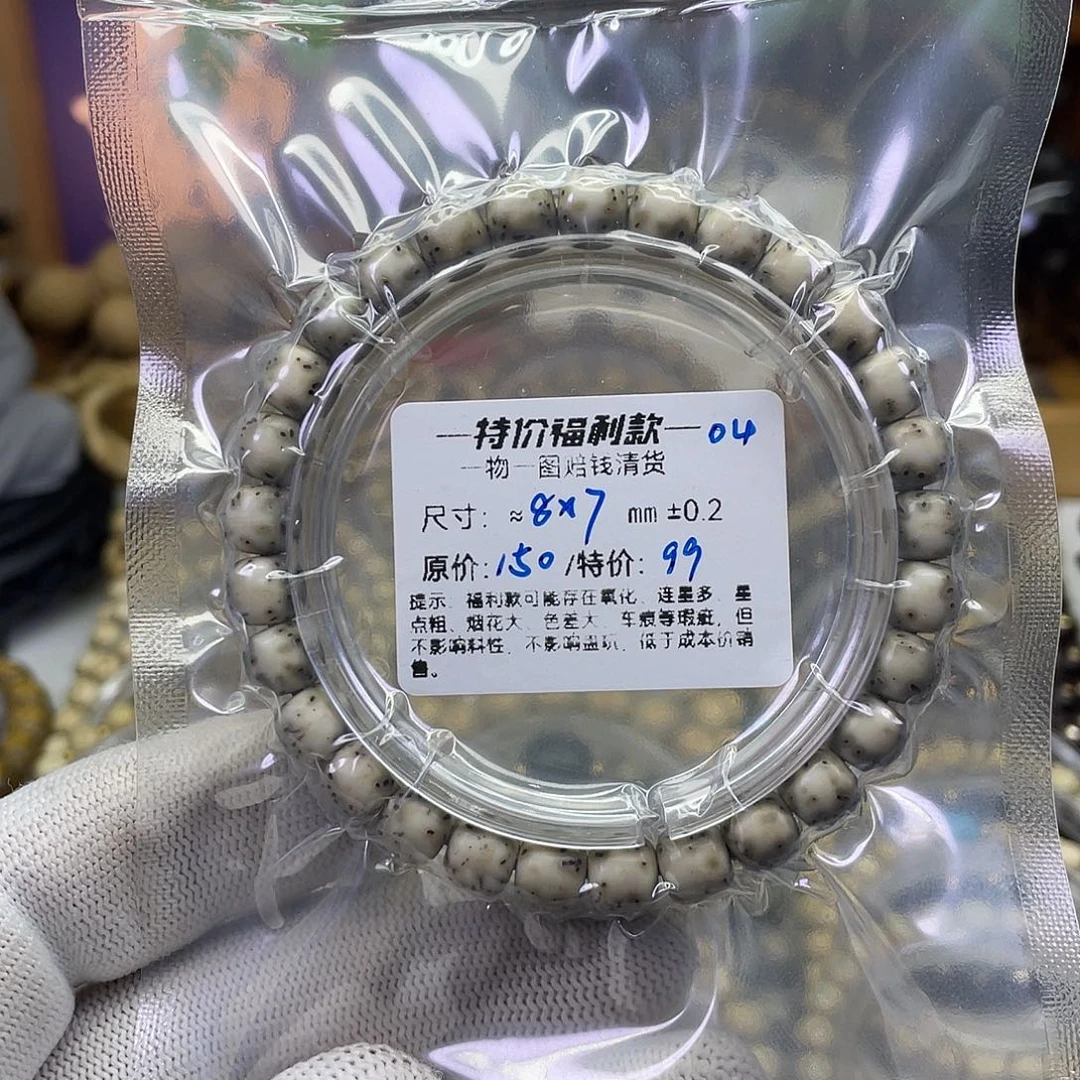 —特价福利款— 04
一物一图赔钱清货
尺寸: ≈8×7 mm ±0.2
原价:150 /特价: 99
提示、福利款可能存在氧化、连星多、星
点粗、烟花大、色差大、车痕等瑕疵，但
不影响料性，不影响盘玩，低于成本价销
售。